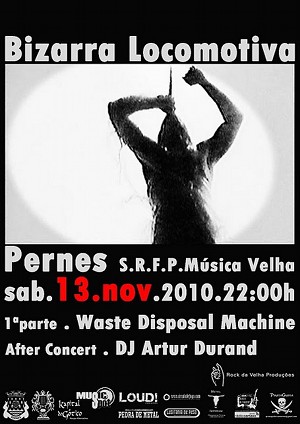 Bizarra Locomotiva
Pernes S.R.F.P.Música Velha
sab.13.nov.2010.22:00h
1ªparte . Waste Disposal Machine
After Concert . DJ Artur Durand
Rock da Velha Produções
LOUD!
PEDRA DE METAL